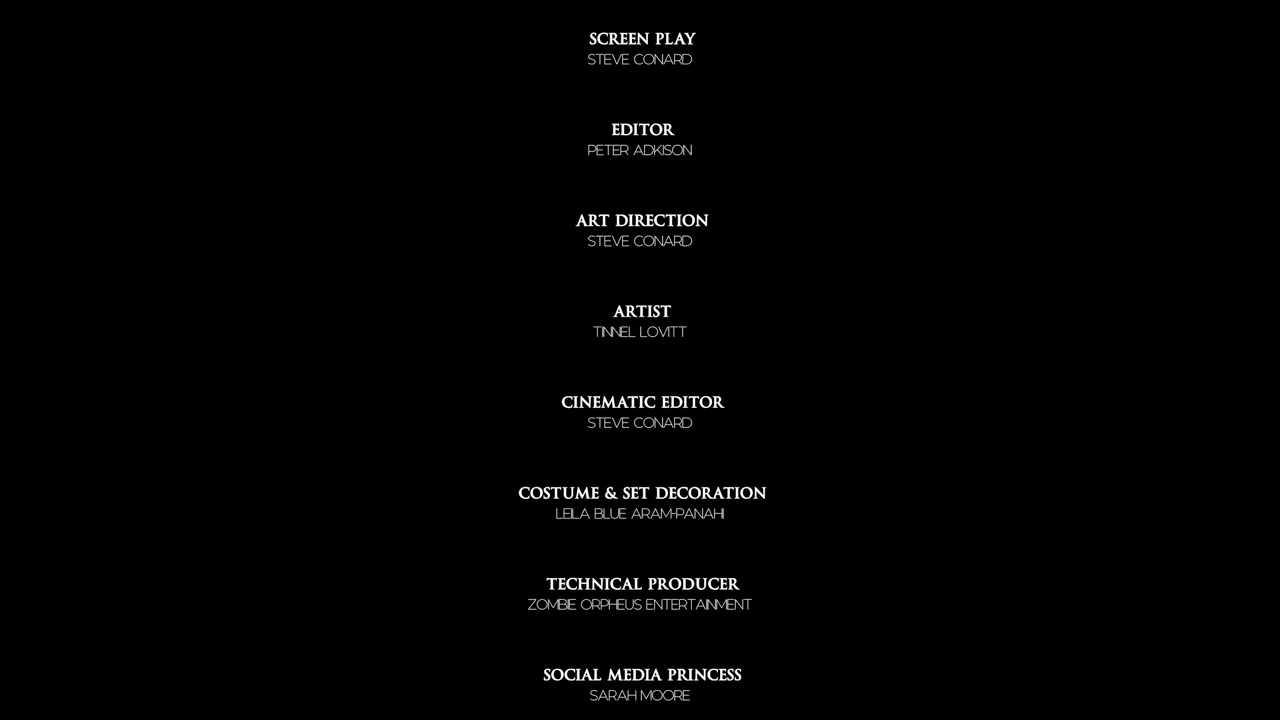 SCREEN PLAY
STEVE CONARD
EDITOR
PETER ADKISON
ART DIRECTION
STEVE CONARD
ARTIST
TINNEL LOVITT
CINEMATIC EDITOR
STEVE CONARD
COSTUME & SET DECORATION
LEILA BLUE ARAM-PANAHI
TECHNICAL PRODUCER
ZOMBIE ORPHEUS ENTERTAINMENT
SOCIAL MEDIA PRINCESS
SARAH MOORE